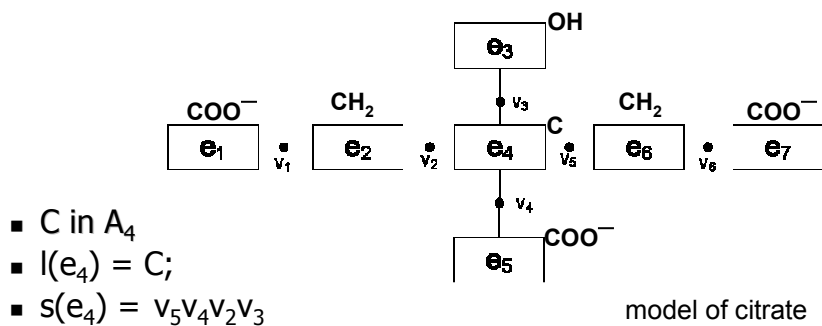 OH
e₃
v₃
COO⁻ CH₂ C CH₂ COO⁻
e₁ v₁ e₂ v₂ e₄ v₅ e₆ v₆ e₇
v₄
COO⁻
e₅
▪ C in A₄
▪ l(e₄) = C;
▪ s(e₄) = v₅v₄v₂v₃
model of citrate